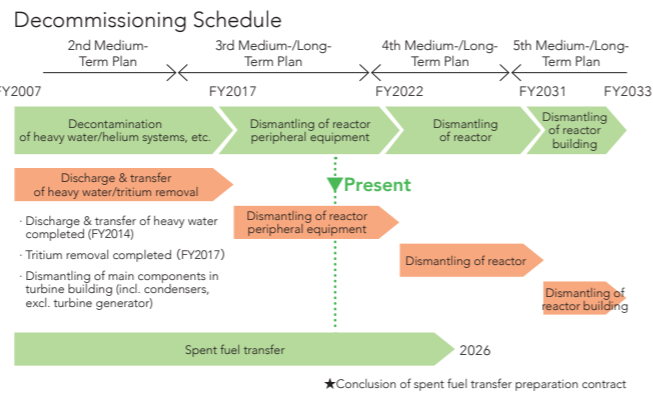 Decommissioning Schedule
2nd Medium-
Term Plan
3rd Medium-/Long-
Term Plan
4th Medium-/Long-
Term Plan
5th Medium-/Long-
Term Plan
FY2007
FY2017
FY2022
FY2031
FY2033
Decontamination
of heavy water/helium systems, etc.
Dismantling of reactor
peripheral equipment
Dismantling
of reactor
Dismantling
of reactor
building
Discharge & transfer
of heavy water/tritium removal
▼Present
· Discharge & transfer of heavy water
completed (FY2014)
· Tritium removal completed (FY2017)
· Dismantling of main components in
turbine building (incl. condensers,
excl. turbine generator)
Dismantling of reactor
peripheral equipment
Dismantling of reactor
Dismantling of
reactor building
Spent fuel transfer
2026
★Conclusion of spent fuel transfer preparation contract